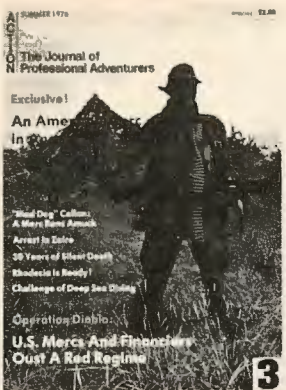 SUMMER 1976
$2.00
ACTION
The Journal of
Professional Adventurers
Exclusive!
An
in
"Mad Dog" Callan:
A Merc Runs Amuck
Arrest In Zaire
30 Years of Silent Death
Rhodesia Is Ready!
Challenge of Deep Sea Diving
Operation Diablo:
U.S. Mercs And Financiers
Oust A Red Regime
3